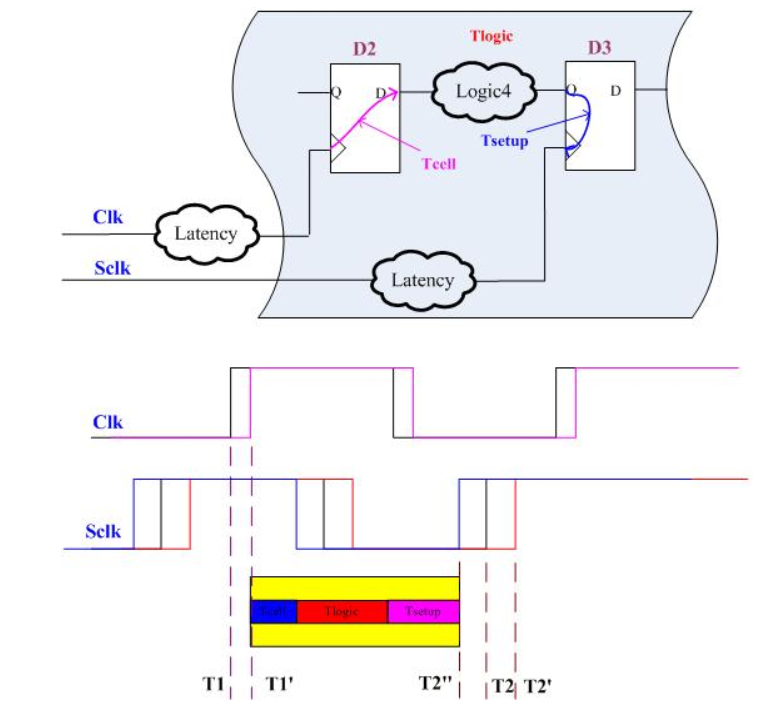 Tlogic
D2 D3
Q D Logic4 Q D
Tsetup
Tcell
Clk Latency
Sclk Latency
Clk
Sclk
Tcell Tlogic Tsetup
T1 T1' T2'' T2 T2'